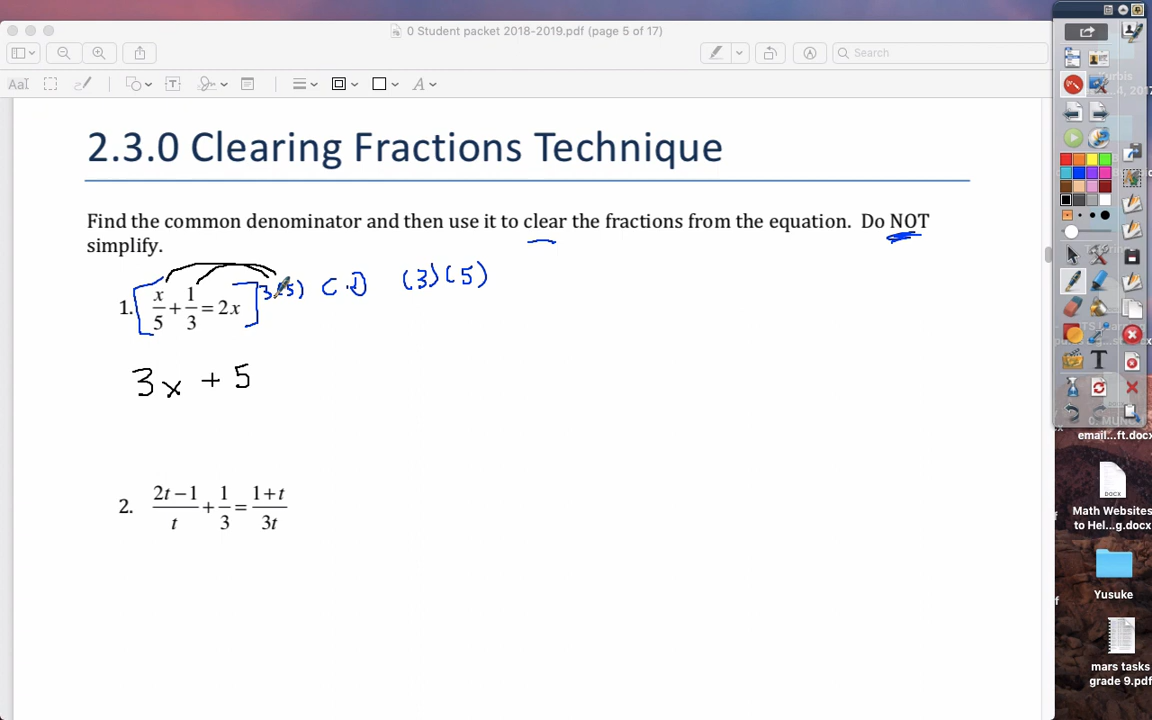 0 Student packet 2018-2019.pdf (page 5 of 17)
Search
2.3.0 Clearing Fractions Technique
Find the common denominator and then use it to clear the fractions from the equation. Do NOT
simplify.
1. [x/5 + 1/3 = 2x] 3(5) C.D (3)(5)
3x + 5
2. (2t−1)/t + 1/3 = (1+t)/(3t)
email...ft.docx
DOCX
Math Websites
to Hel...g.docx
Yusuke
mars tasks
grade 9.pdf